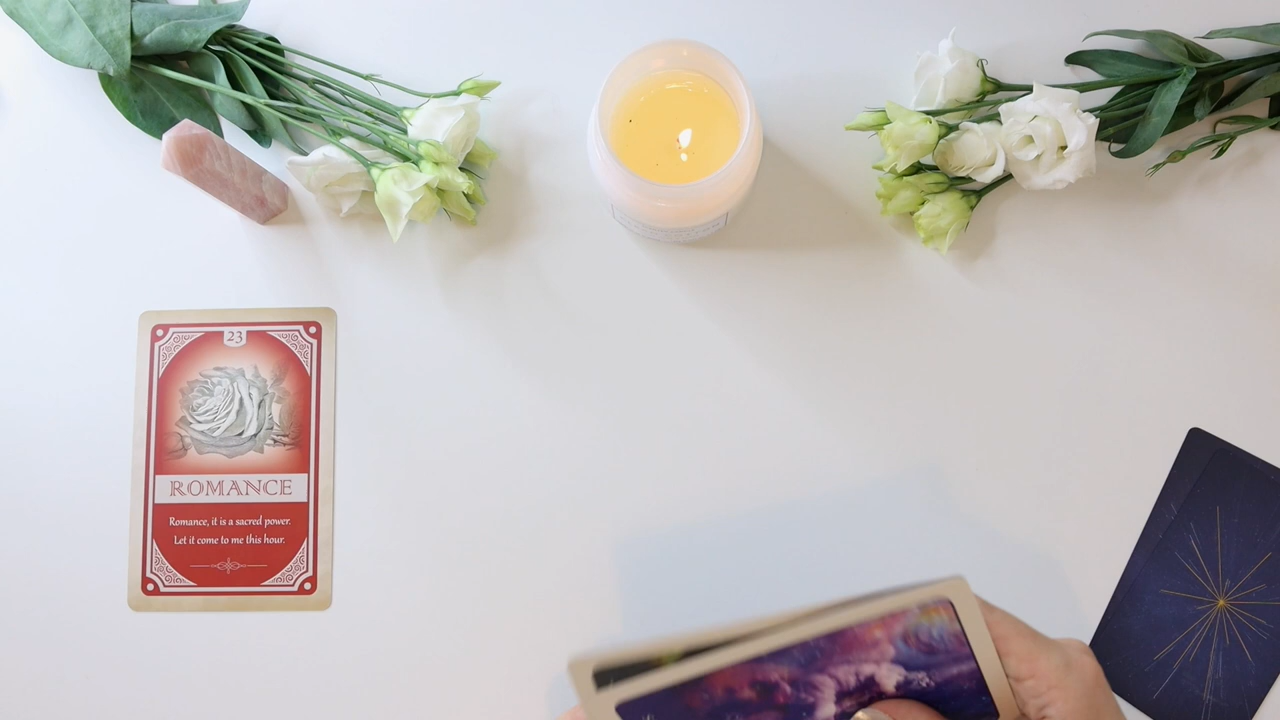 23
ROMANCE
Romance, it is a sacred power.
Let it come to me this hour.